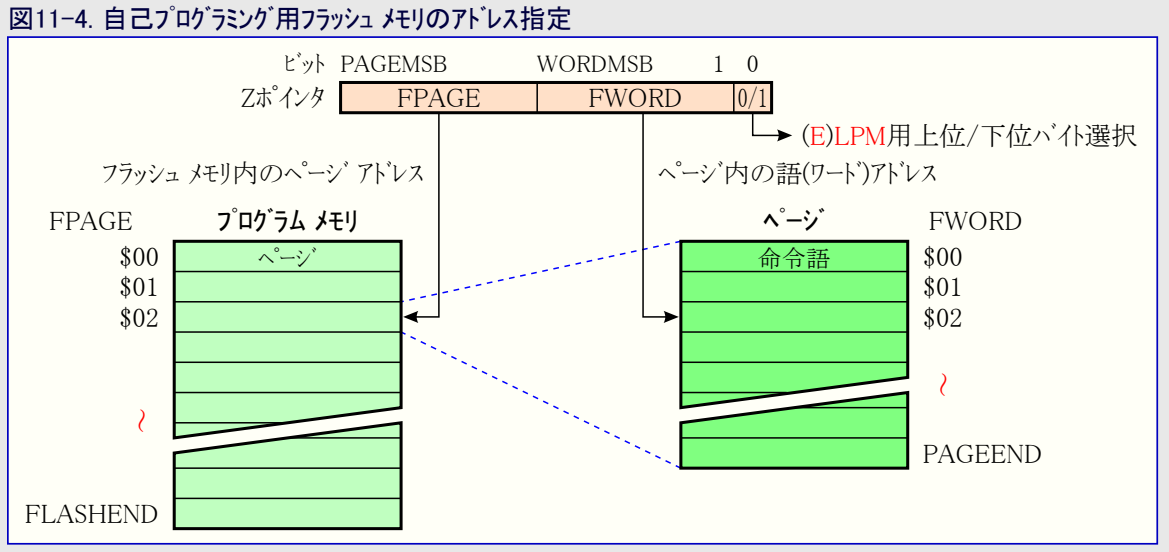 図11-4. 自己プログラミング用フラッシュ メモリのアドレス指定
ビット PAGEMSB WORDMSB 1 0
Zポインタ FPAGE FWORD 0/1
(E)LPM用上位/下位バイト選択
フラッシュ メモリ内のページ アドレス
ページ内の語(ワード)アドレス
FPAGE プログラム メモリ
ページ FWORD
$00 ページ
命令語 $00
$01
$01
$02
$02
~
~
PAGEEND
FLASHEND